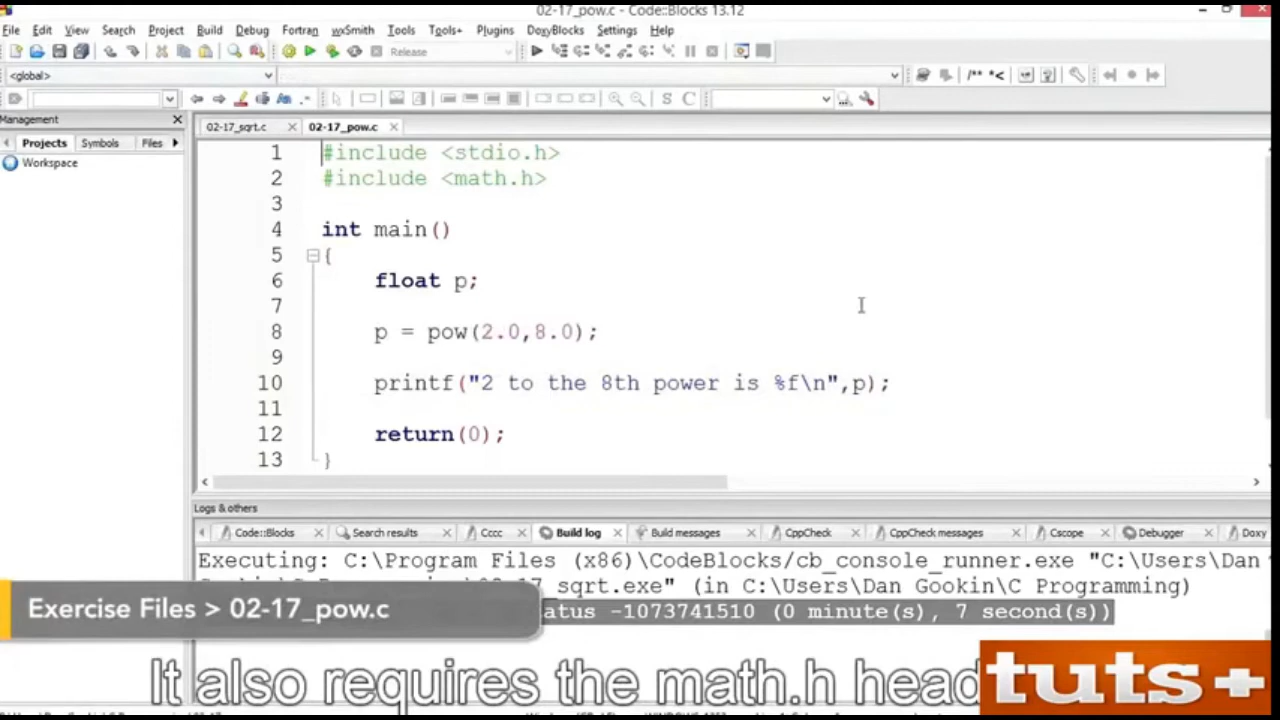 02-17_pow.c - Code::Blocks 13.12
File Edit View Search Project Build Debug Fortran wxSmith Tools Tools+ Plugins DoxyBlocks Settings Help
Release
<global>
/** *<
S C
Management
02-17_sqrt.c 02-17_pow.c
Projects Symbols Files
Workspace
1 #include <stdio.h>
2 #include <math.h>
3
4 int main()
5 {
6 float p;
7
8 p = pow(2.0,8.0);
9
10 printf("2 to the 8th power is %f\n",p);
11
12 return(0);
13 }
Logs & others
Code::Blocks Search results Cccc Build log Build messages CppCheck CppCheck messages Cscope Debugger Doxy
Executing: C:\Program Files (x86)\CodeBlocks/cb_console_runner.exe "C:\Users\Dan
sqrt.exe" (in C:\Users\Dan Gookin\C Programming)
atus -1073741510 (0 minute(s), 7 second(s))
Exercise Files > 02-17_pow.c
It also requires the math.h head
tuts+